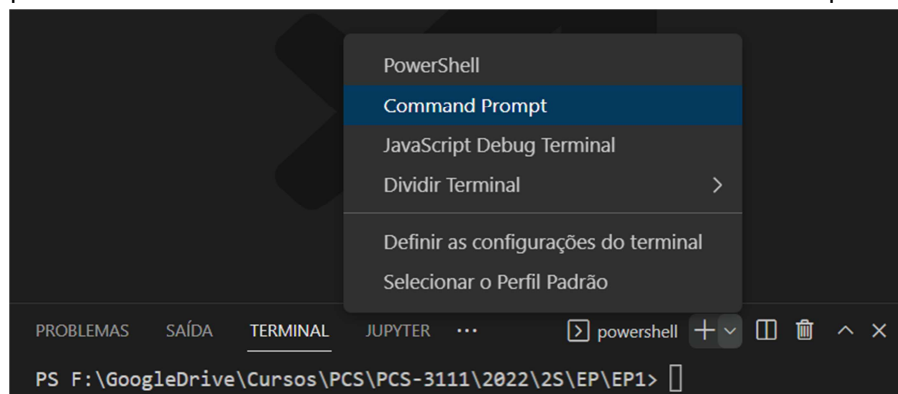 PowerShell
Command Prompt
JavaScript Debug Terminal
Dividir Terminal
Definir as configurações do terminal
Selecionar o Perfil Padrão
PROBLEMAS SAÍDA TERMINAL JUPYTER ··· powershell
PS F:\GoogleDrive\Cursos\PCS\PCS-3111\2022\2S\EP\EP1>